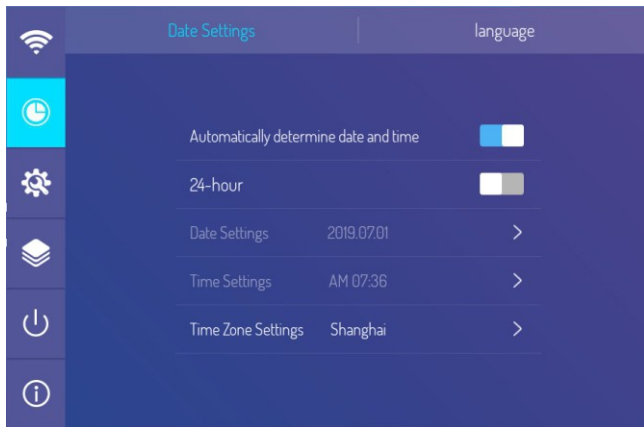 Date Settings language
Automatically determine date and time
24-hour
Date Settings 2019.07.01
Time Settings AM 07:36
Time Zone Settings Shanghai